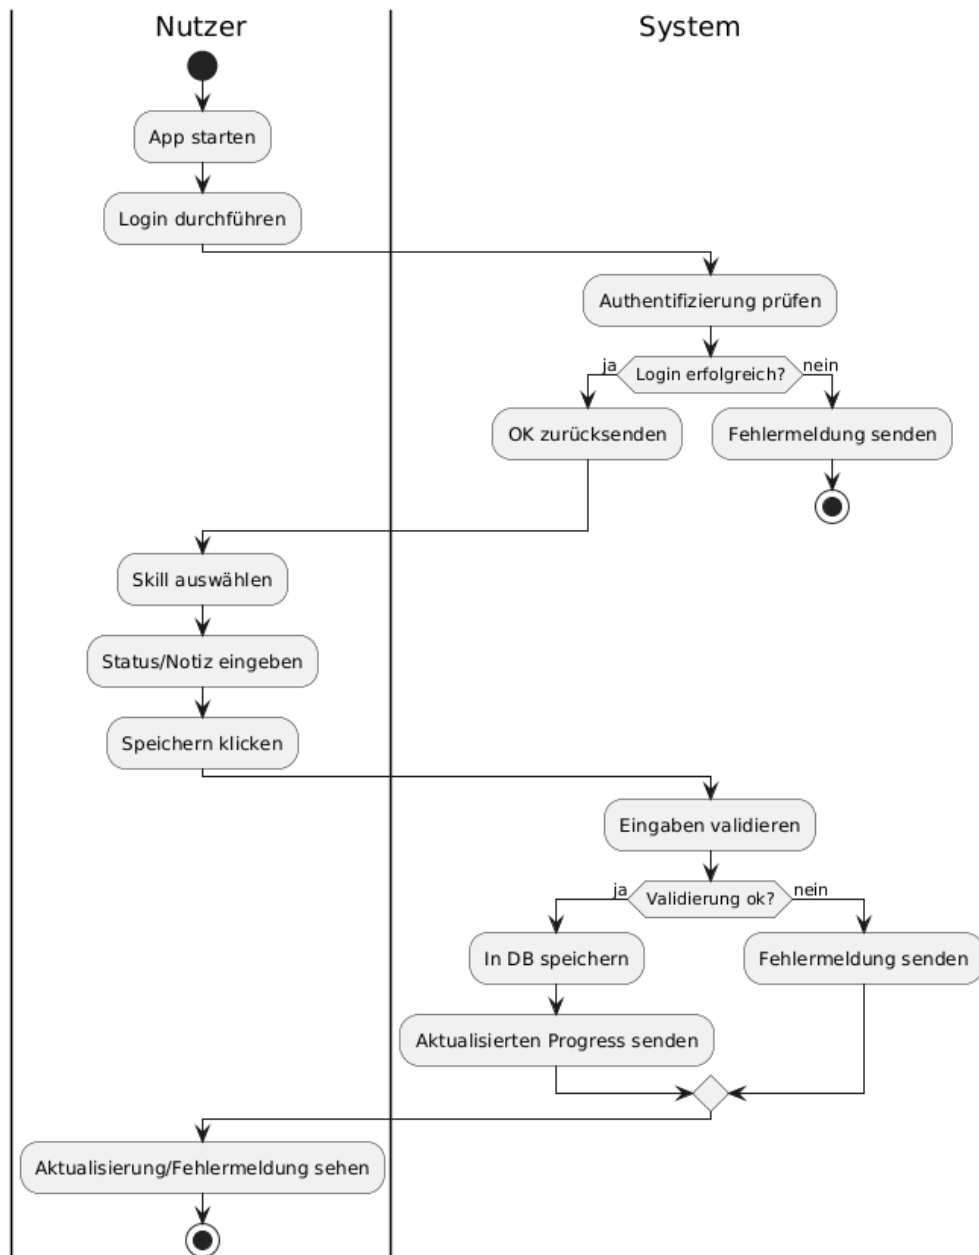 Nutzer
System
App starten
Login durchführen
Authentifizierung prüfen
ja
Login erfolgreich?
nein
OK zurücksenden
Fehlermeldung senden
Skill auswählen
Status/Notiz eingeben
Speichern klicken
Eingaben validieren
ja
Validierung ok?
nein
In DB speichern
Fehlermeldung senden
Aktualisierten Progress senden
Aktualisierung/Fehlermeldung sehen